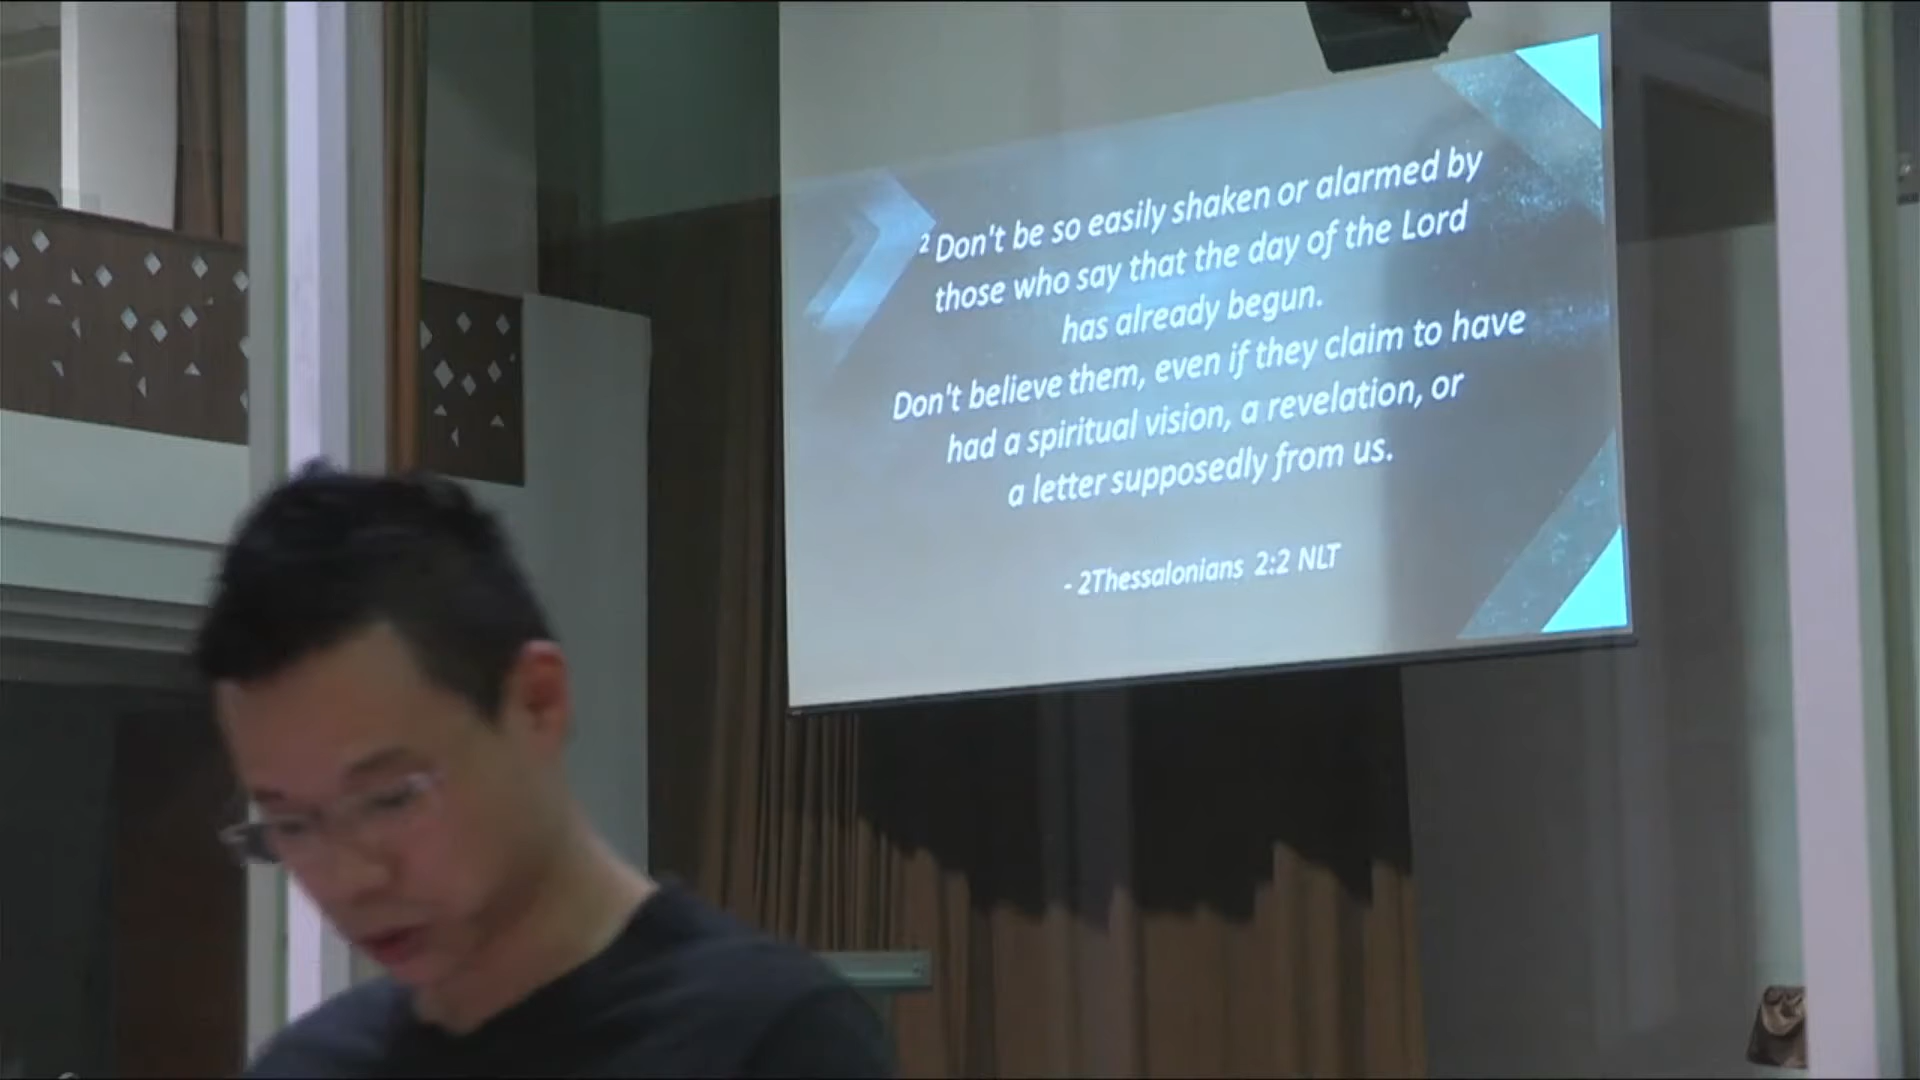 ² Don't be so easily shaken or alarmed by
those who say that the day of the Lord
has already begun.
Don't believe them, even if they claim to have
had a spiritual vision, a revelation, or
a letter supposedly from us.
- 2Thessalonians 2:2 NLT